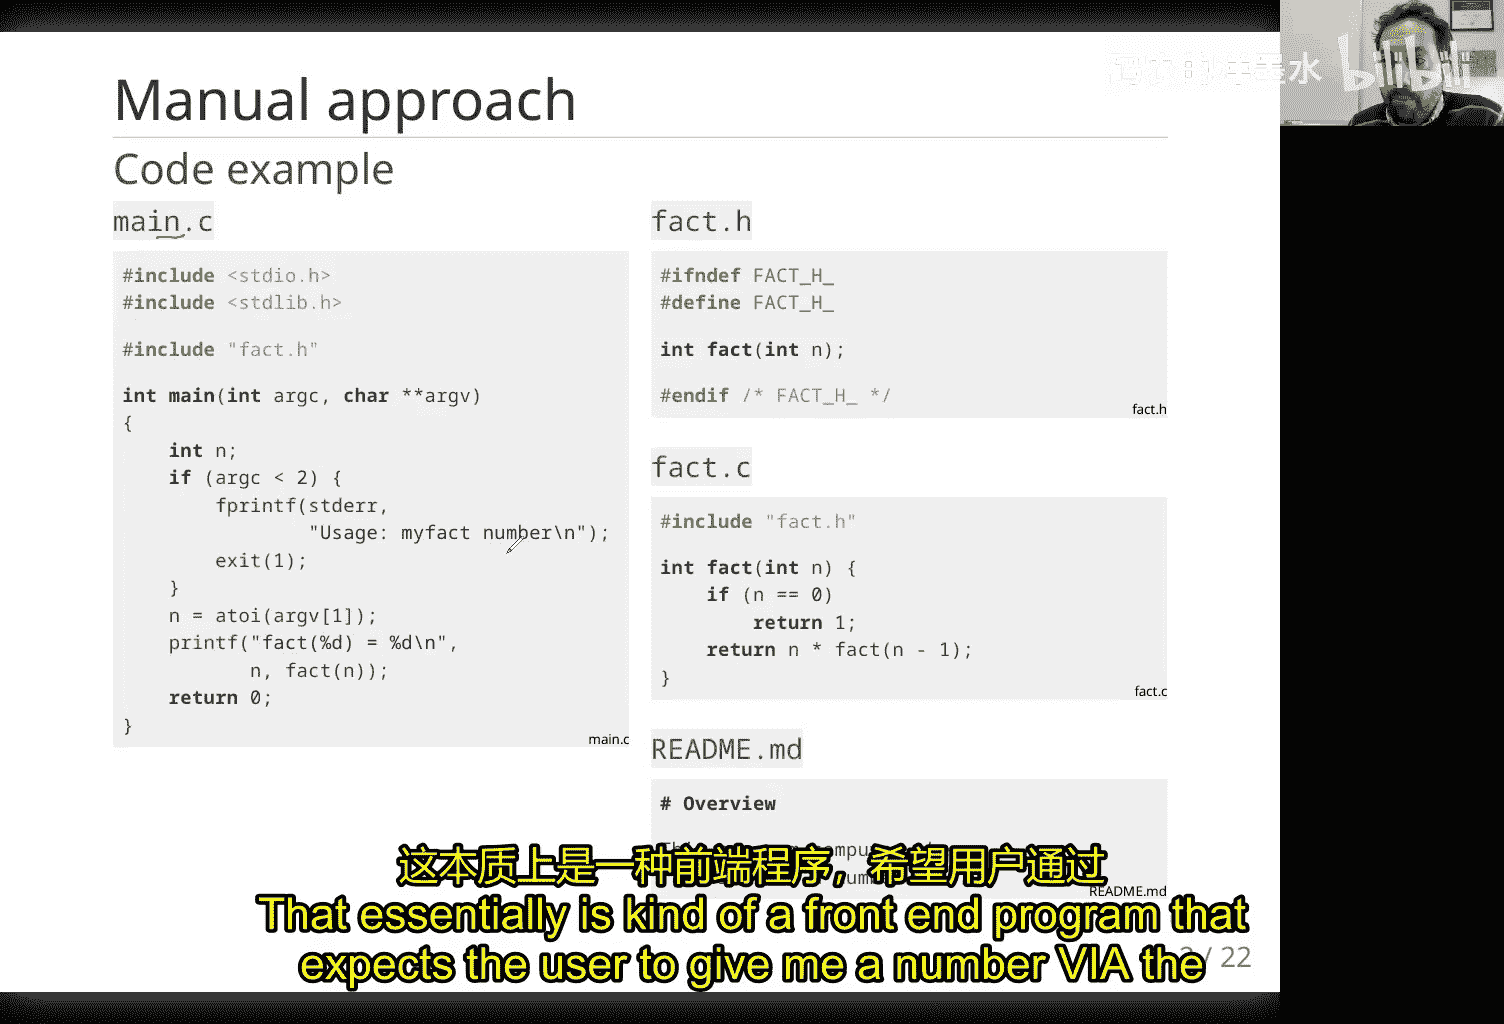 Manual approach
Code example
main.c
#include <stdio.h>
#include <stdlib.h>
#include "fact.h"
int main(int argc, char **argv)
{
    int n;
    if (argc < 2) {
        fprintf(stderr,
                "Usage: myfact number\n");
        exit(1);
    }
    n = atoi(argv[1]);
    printf("fact(%d) = %d\n",
           n, fact(n));
    return 0;
}
main.c
fact.h
#ifndef FACT_H_
#define FACT_H_
int fact(int n);
#endif /* FACT_H_ */
fact.h
fact.c
#include "fact.h"
int fact(int n) {
    if (n == 0)
        return 1;
    return n * fact(n - 1);
}
fact.c
README.md
# Overview
README.md
/ 22
这本质上是一种前端程序，希望用户通过
That essentially is kind of a front end program that
expects the user to give me a number VIA the
bilibili